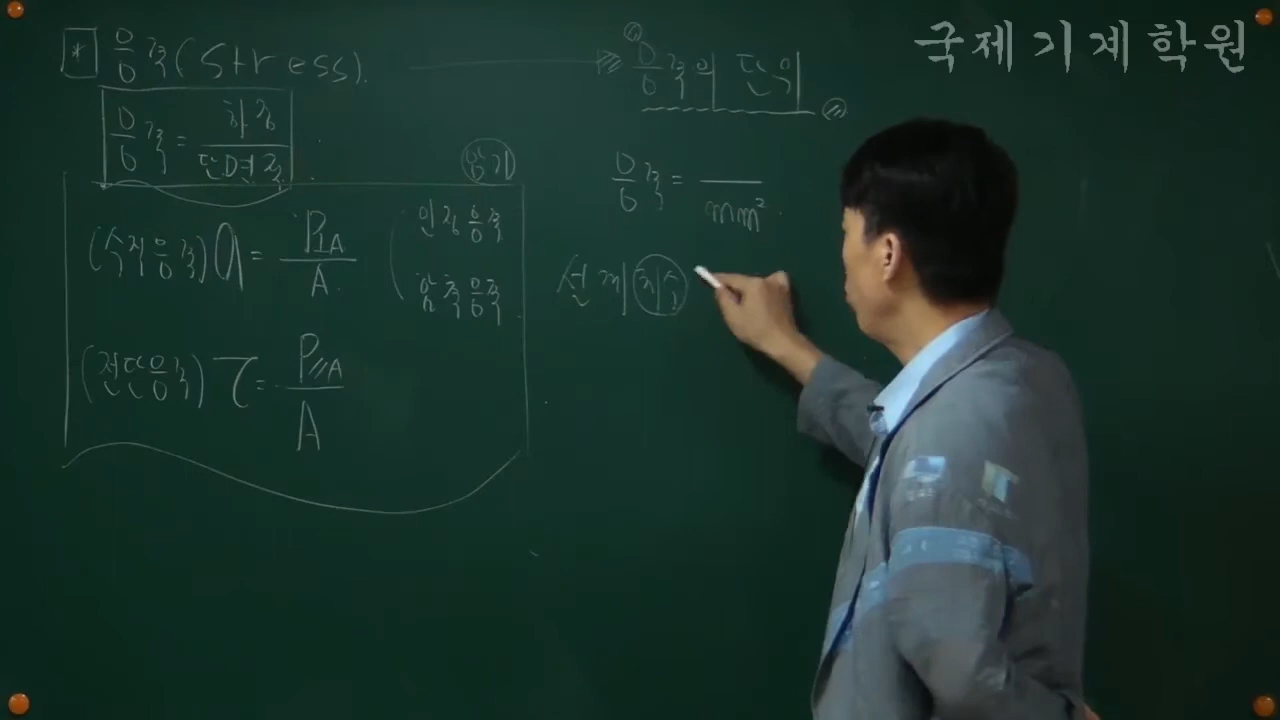 국제기계학원
* 응력(Stress).
응력 = 하중 / 단면적
암기
(수직응력) σ = P⊥A / A
인장응력
압축응력
(전단응력) τ = P∥A / A
응력의 단위
응력 = ― / mm²
설계치수